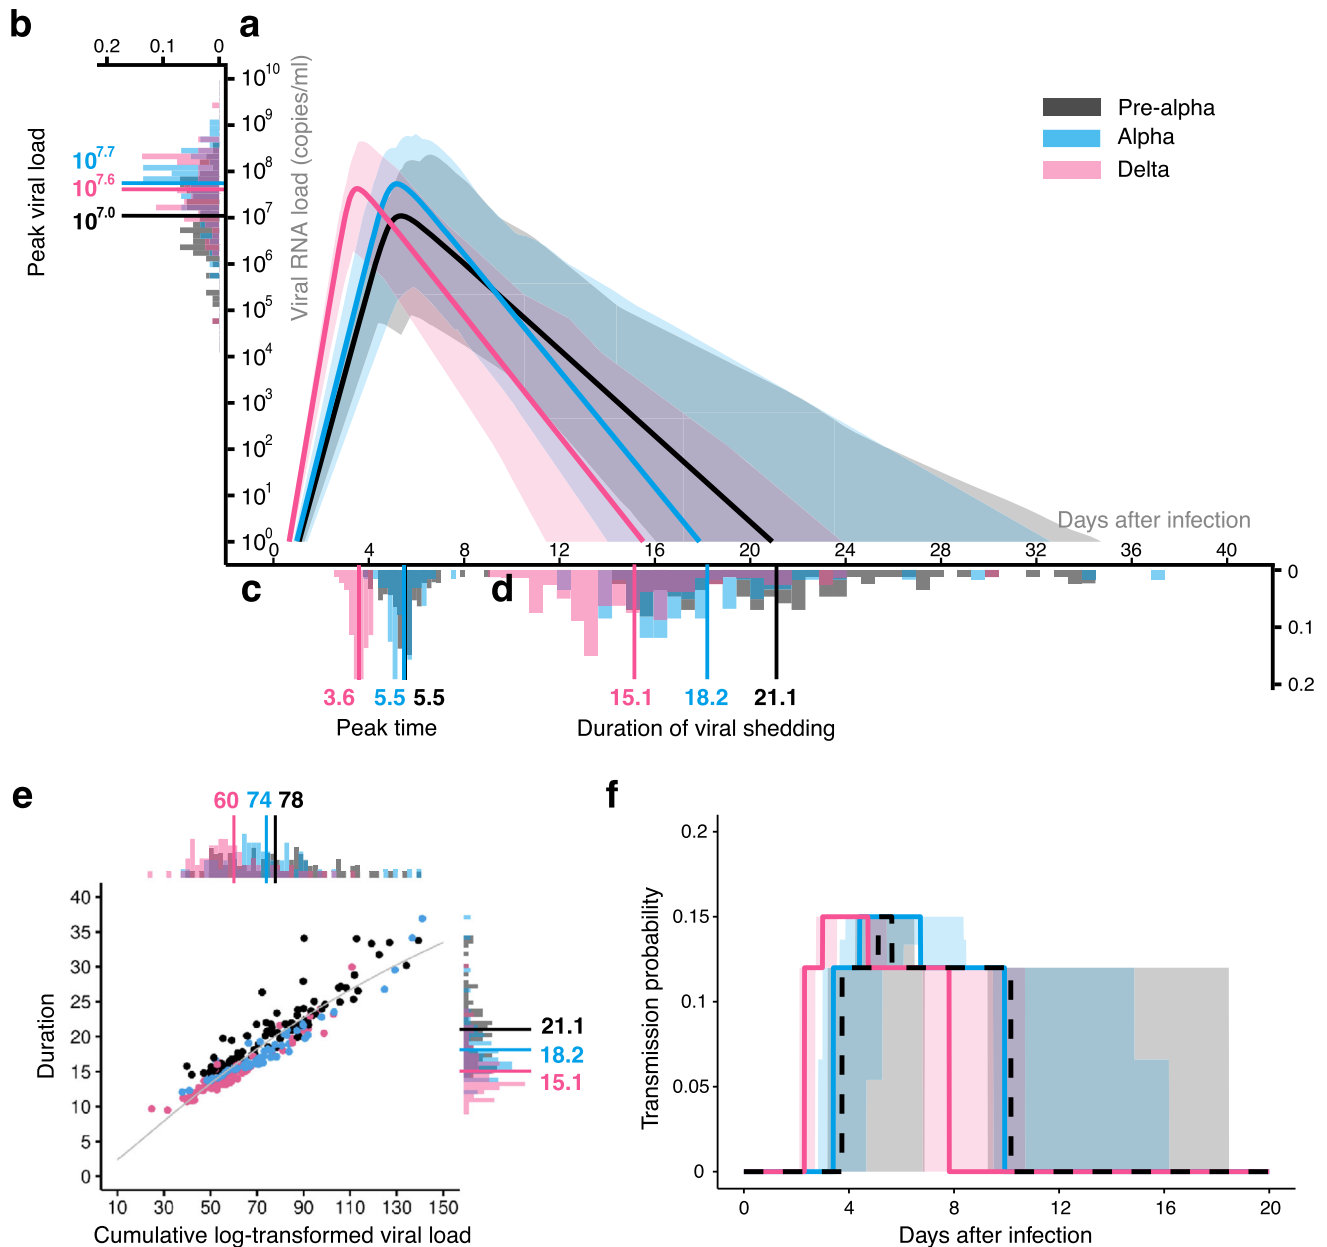 b
a
0.2 0.1 0
Peak viral load
10^7.7
10^7.6
10^7.0
10^10
10^9
10^8
10^7
10^6
10^5
10^4
10^3
10^2
10^1
10^0
Viral RNA load (copies/ml)
Pre-alpha
Alpha
Delta
Days after infection
0 4 8 12 16 20 24 28 32 36 40
c
d
0
0.1
0.2
3.6 5.5 5.5
Peak time
15.1 18.2 21.1
Duration of viral shedding
e
60 74 78
Duration
40
35
30
25
20
15
10
5
0
10 30 50 70 90 110 130 150
Cumulative log-transformed viral load
21.1
18.2
15.1
f
Transmission probability
0.2
0.15
0.1
0.05
0
0 4 8 12 16 20
Days after infection